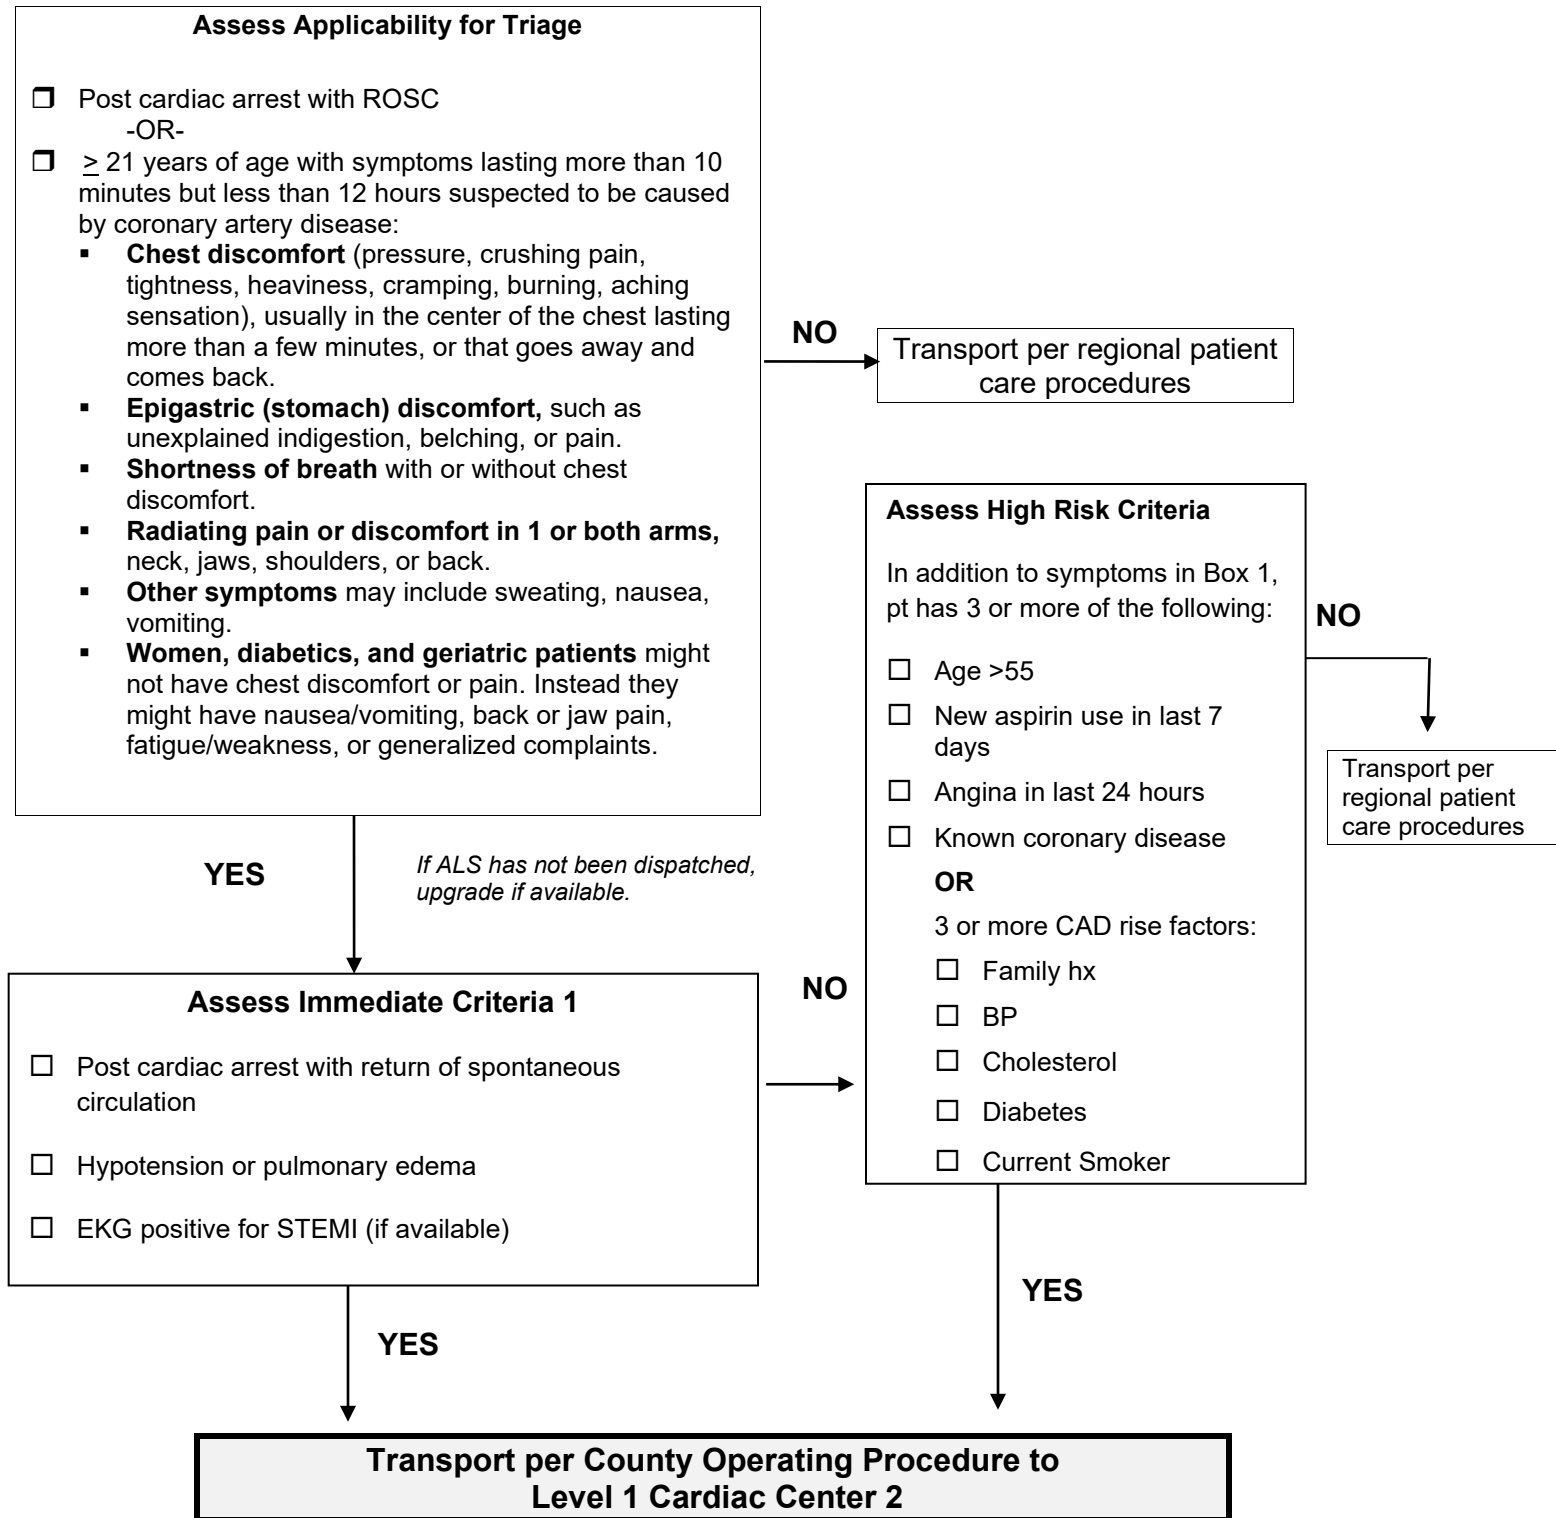 Assess Applicability for Triage
Post cardiac arrest with ROSC
-OR-
≥ 21 years of age with symptoms lasting more than 10
minutes but less than 12 hours suspected to be caused
by coronary artery disease:
Chest discomfort (pressure, crushing pain,
tightness, heaviness, cramping, burning, aching
sensation), usually in the center of the chest lasting
more than a few minutes, or that goes away and
comes back.
Epigastric (stomach) discomfort, such as
unexplained indigestion, belching, or pain.
Shortness of breath with or without chest
discomfort.
Radiating pain or discomfort in 1 or both arms,
neck, jaws, shoulders, or back.
Other symptoms may include sweating, nausea,
vomiting.
Women, diabetics, and geriatric patients might
not have chest discomfort or pain. Instead they
might have nausea/vomiting, back or jaw pain,
fatigue/weakness, or generalized complaints.
NO
Transport per regional patient
care procedures
YES
If ALS has not been dispatched,
upgrade if available.
Assess Immediate Criteria 1
Post cardiac arrest with return of spontaneous
circulation
Hypotension or pulmonary edema
EKG positive for STEMI (if available)
NO
Assess High Risk Criteria
In addition to symptoms in Box 1,
pt has 3 or more of the following:
Age >55
New aspirin use in last 7
days
Angina in last 24 hours
Known coronary disease
OR
3 or more CAD rise factors:
Family hx
BP
Cholesterol
Diabetes
Current Smoker
NO
Transport per
regional patient
care procedures
YES
YES
Transport per County Operating Procedure to
Level 1 Cardiac Center 2